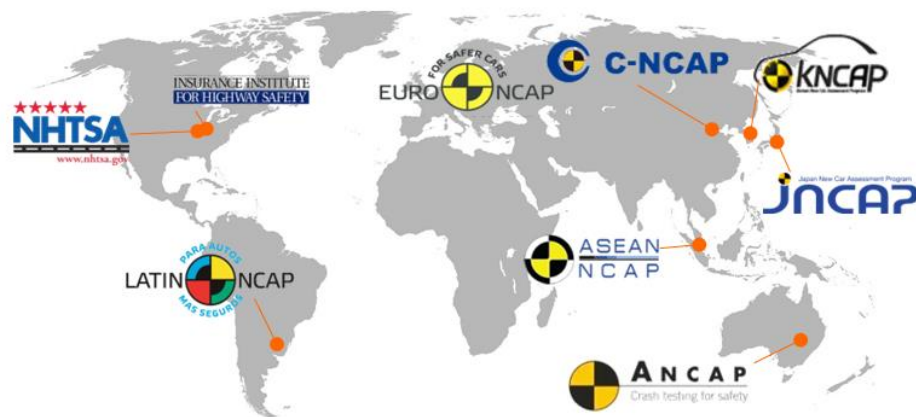 INSURANCE INSTITUTE
FOR HIGHWAY SAFETY
NHTSA
www.nhtsa.gov
FOR SAFER CARS
EURO NCAP
C-NCAP
KNCAP
Japan New Car Assessment Program
JNCAP
PARA AUTOS
LATIN NCAP
MAS SEGUROS
ASEAN
NCAP
ANCAP
Crash testing for safety